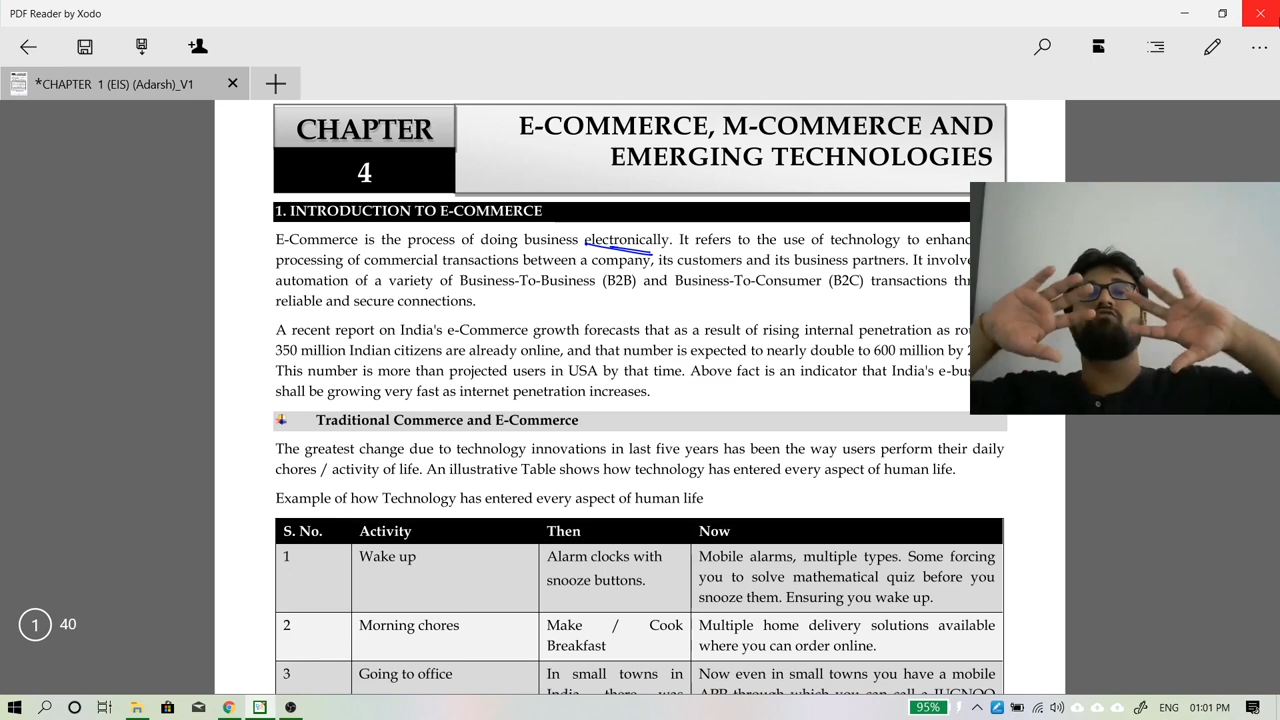 PDF Reader by Xodo
*CHAPTER 1 (EIS) (Adarsh)_V1
CHAPTER
4
E-COMMERCE, M-COMMERCE AND
EMERGING TECHNOLOGIES
1. INTRODUCTION TO E-COMMERCE
E-Commerce is the process of doing business electronically. It refers to the use of technology to
processing of commercial transactions between a company, its customers and its business partners. It
automation of a variety of Business-To-Business (B2B) and Business-To-Consumer (B2C) transactions
reliable and secure connections.
A recent report on India's e-Commerce growth forecasts that as a result of rising internal penetration as
350 million Indian citizens are already online, and that number is expected to nearly double to 600 million by
This number is more than projected users in USA by that time. Above fact is an indicator that India's
shall be growing very fast as internet penetration increases.
Traditional Commerce and E-Commerce
The greatest change due to technology innovations in last five years has been the way users perform their daily
chores / activity of life. An illustrative Table shows how technology has entered every aspect of human life.
Example of how Technology has entered every aspect of human life
S. No. Activity Then Now
1 Wake up Alarm clocks with Mobile alarms, multiple types. Some forcing
snooze buttons. you to solve mathematical quiz before you
snooze them. Ensuring you wake up.
2 Morning chores Make / Cook Multiple home delivery solutions available
Breakfast where you can order online.
3 Going to office In small towns in Now even in small towns you have a mobile
India there was APP through which you can call a JUGNOO
1 40
95% ENG 01:01 PM